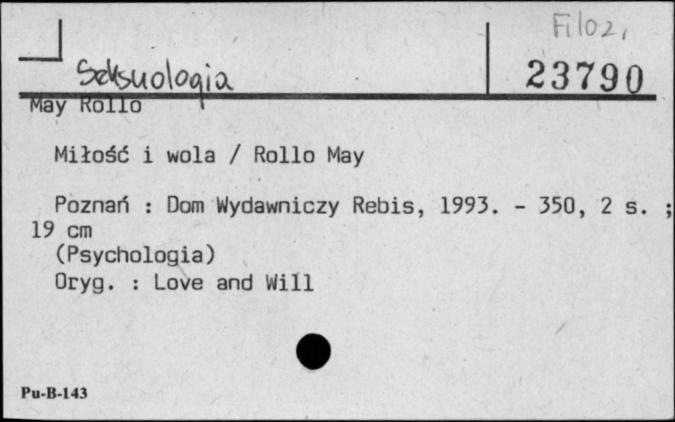 Filoz,
Seksuologia
23790
May Rollo
Miłość i wola / Rollo May
Poznań : Dom Wydawniczy Rebis, 1993. - 350, 2 s. ;
19 cm
(Psychologia)
Oryg. : Love and Will
Pu-B-143